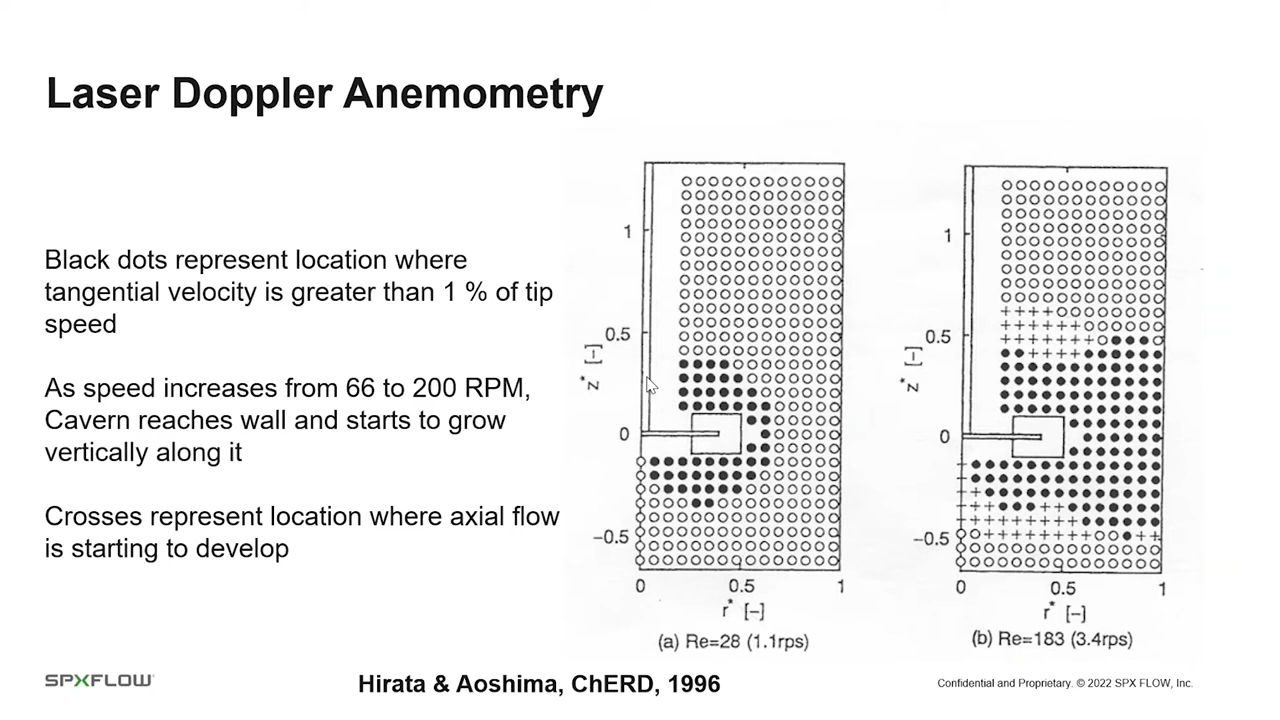 Laser Doppler Anemometry
Black dots represent location where
tangential velocity is greater than 1 % of tip
speed
As speed increases from 66 to 200 RPM,
Cavern reaches wall and starts to grow
vertically along it
Crosses represent location where axial flow
is starting to develop
1
0.5
z* [-]
0
−0.5
0 0.5 1
r* [-]
(a) Re=28 (1.1rps)
1
0.5
z* [-]
0
−0.5
0 0.5 1
r* [-]
(b) Re=183 (3.4rps)
SPXFLOW
Hirata & Aoshima, ChERD, 1996
Confidential and Proprietary. © 2022 SPX FLOW, Inc.